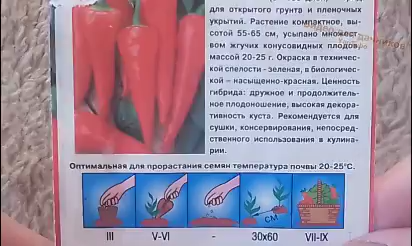 для открытого грунта и пленочных
укрытий. Растение компактное, вы-
сотой 55-65 см, усыпано множест-
вом жгучих конусовидных плодов
массой 20-25 г. Окраска в техничес-
кой спелости - зеленая, в биологичес-
кой – насыщенно-красная. Ценность
гибрида: дружное и продолжитель-
ное плодоношение, высокая декора-
тивность куста. Рекомендуется для
сушки, консервирования, непосред-
ственного использования в кулина-
рии.
Оптимальная для прорастания семян температура почвы 20-25°С.
СМ
III V-VI - 30х60 VII-IX